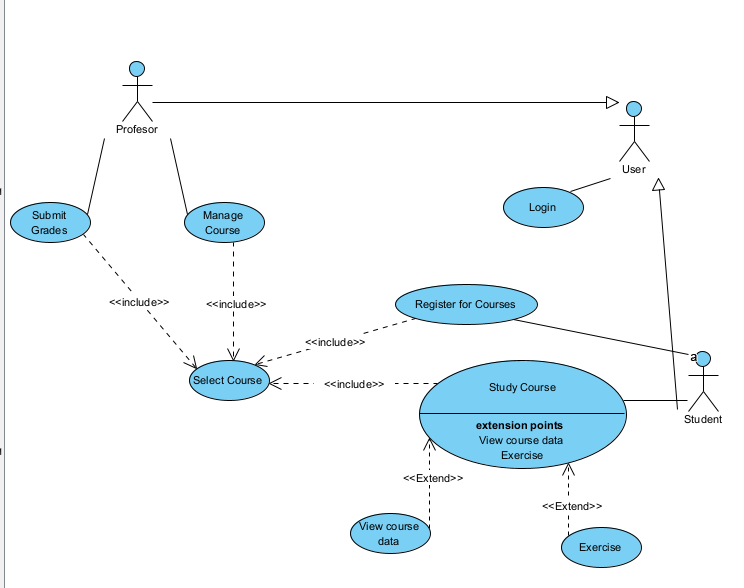 Profesor
User
Submit
Grades
Manage
Course
Login
<<include>>
<<include>>
Register for Courses
<<include>>
a
Select Course
<<include>>
Study Course
Student
extension points
View course data
Exercise
<<Extend>>
<<Extend>>
View course
data
Exercise